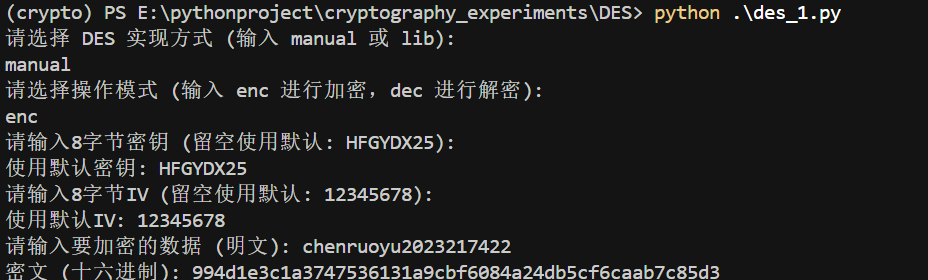 (crypto) PS E:\pythonproject\cryptography_experiments\DES> python .\des_1.py
请选择 DES 实现方式 (输入 manual 或 lib):
manual
请选择操作模式 (输入 enc 进行加密，dec 进行解密):
enc
请输入8字节密钥 (留空使用默认: HFGYDX25):
使用默认密钥: HFGYDX25
请输入8字节IV (留空使用默认: 12345678):
使用默认IV: 12345678
请输入要加密的数据 (明文): chenruoyu2023217422
密文 (十六进制): 994d1e3c1a3747536131a9cbf6084a24db5cf6caab7c85d3